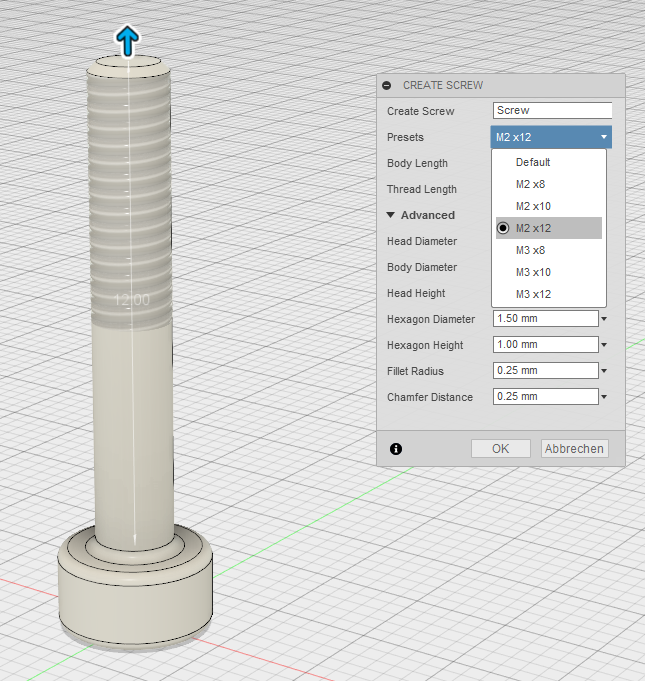 CREATE SCREW
Create Screw Screw
Presets M2 x12
Body Length Default
M2 x8
Thread Length
M2 x10
Advanced
M2 x12
Head Diameter
M3 x8
Body Diameter
M3 x10
Head Height M3 x12
12.00
Hexagon Diameter 1.50 mm
Hexagon Height 1.00 mm
Fillet Radius 0.25 mm
Chamfer Distance 0.25 mm
OK Abbrechen